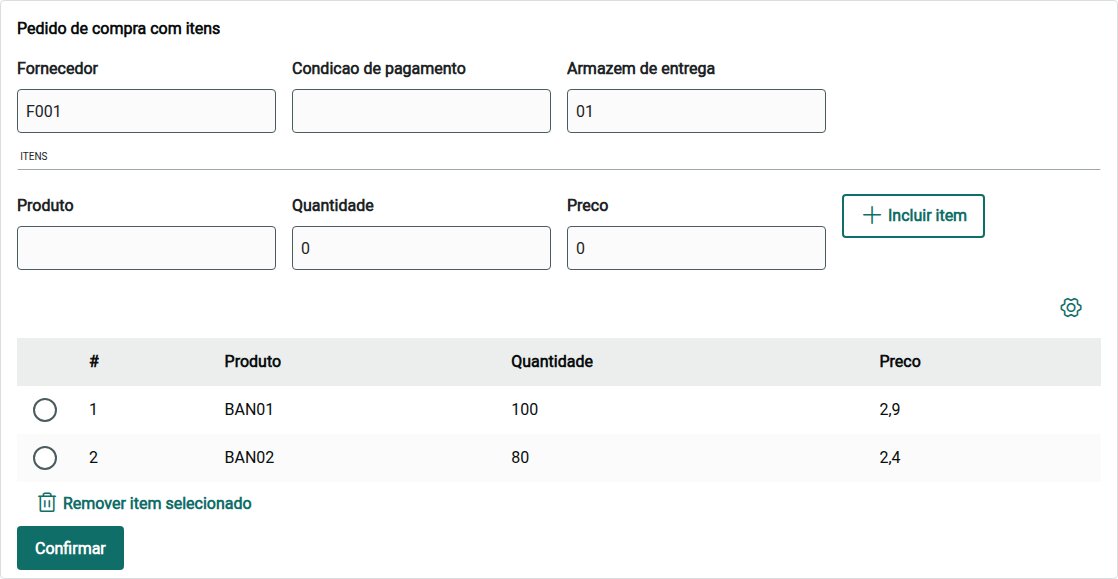 Pedido de compra com itens
Fornecedor Condicao de pagamento Armazem de entrega
F001 01
ITENS
Produto Quantidade Preco Incluir item
0 0
# Produto Quantidade Preco
1 BAN01 100 2,9
2 BAN02 80 2,4
Remover item selecionado
Confirmar